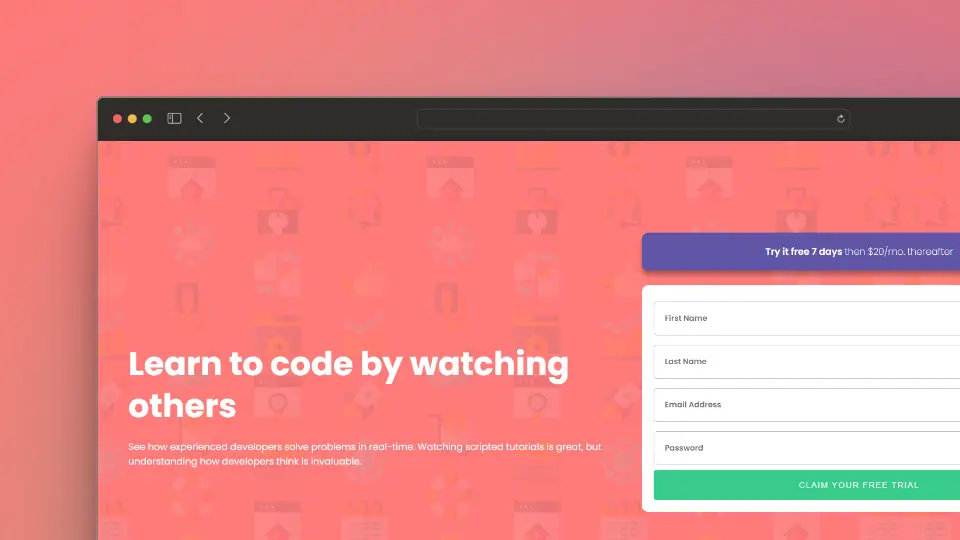 Learn to code by watching
others
See how experienced developers solve problems in real-time. Watching scripted tutorials is great, but
understanding how developers think is invaluable.
Try it free 7 days then $20/mo. thereafter
First Name
Last Name
Email Address
Password
CLAIM YOUR FREE TRIAL